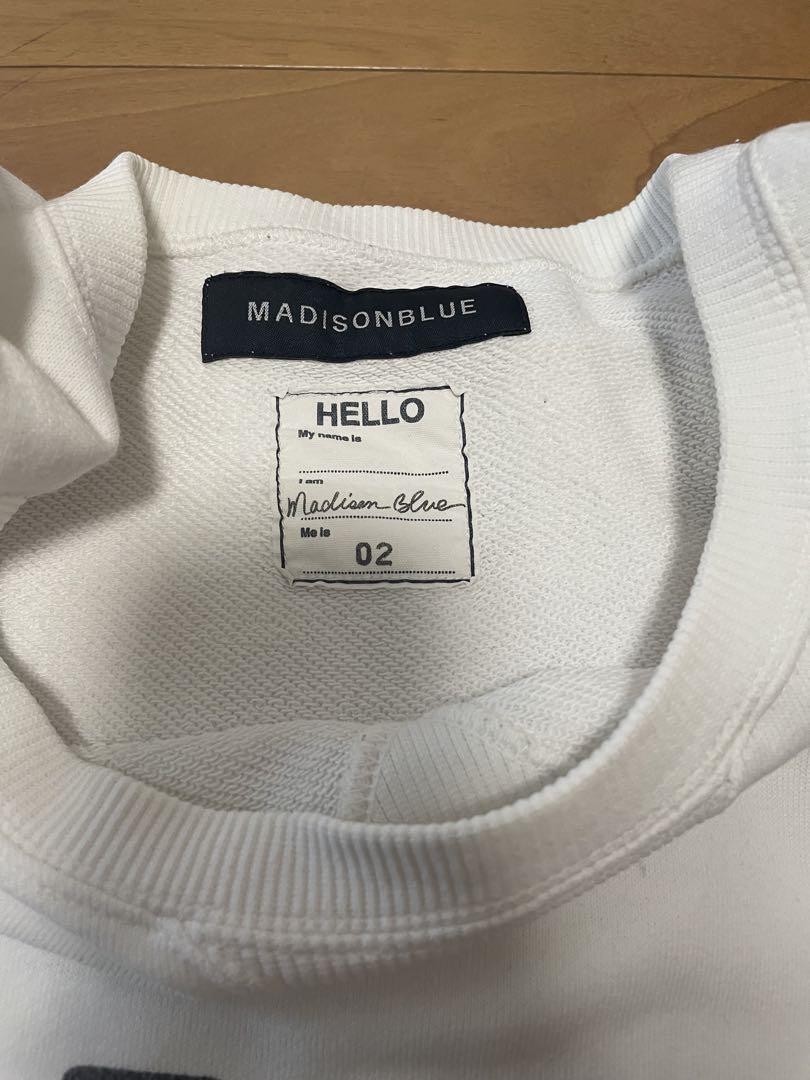 MADISONBLUE
HELLO
My name is
I am
Madison Blue
Me is
02